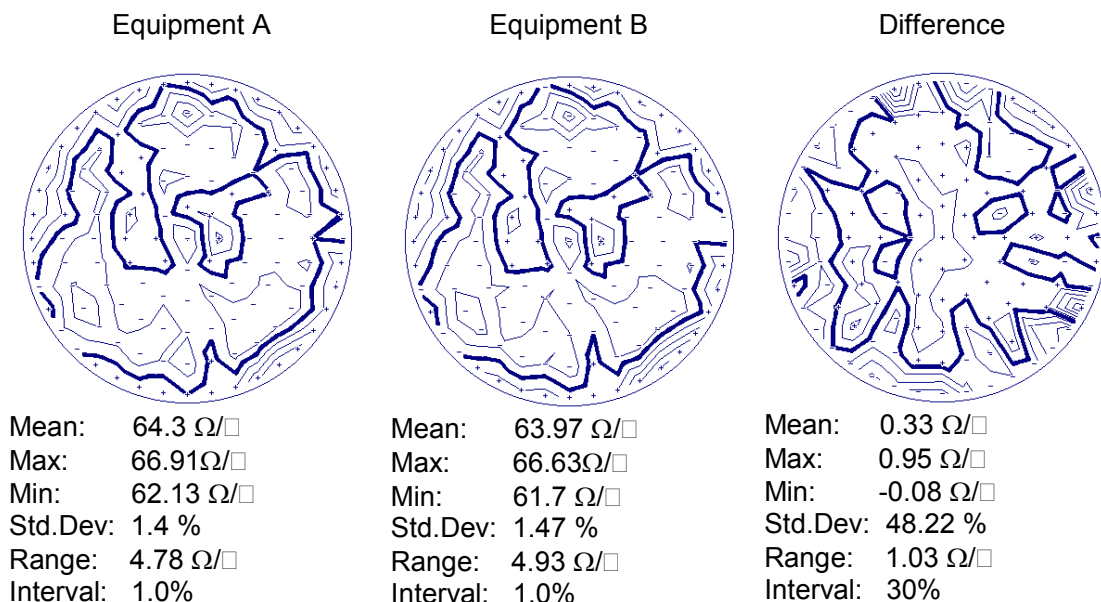 Equipment A
Equipment B
Difference
Mean: 64.3 Ω/□
Max: 66.91Ω/□
Min: 62.13 Ω/□
Std.Dev: 1.4 %
Range: 4.78 Ω/□
Interval: 1.0%
Mean: 63.97 Ω/□
Max: 66.63Ω/□
Min: 61.7 Ω/□
Std.Dev: 1.47 %
Range: 4.93 Ω/□
Interval: 1.0%
Mean: 0.33 Ω/□
Max: 0.95 Ω/□
Min: -0.08 Ω/□
Std.Dev: 48.22 %
Range: 1.03 Ω/□
Interval: 30%